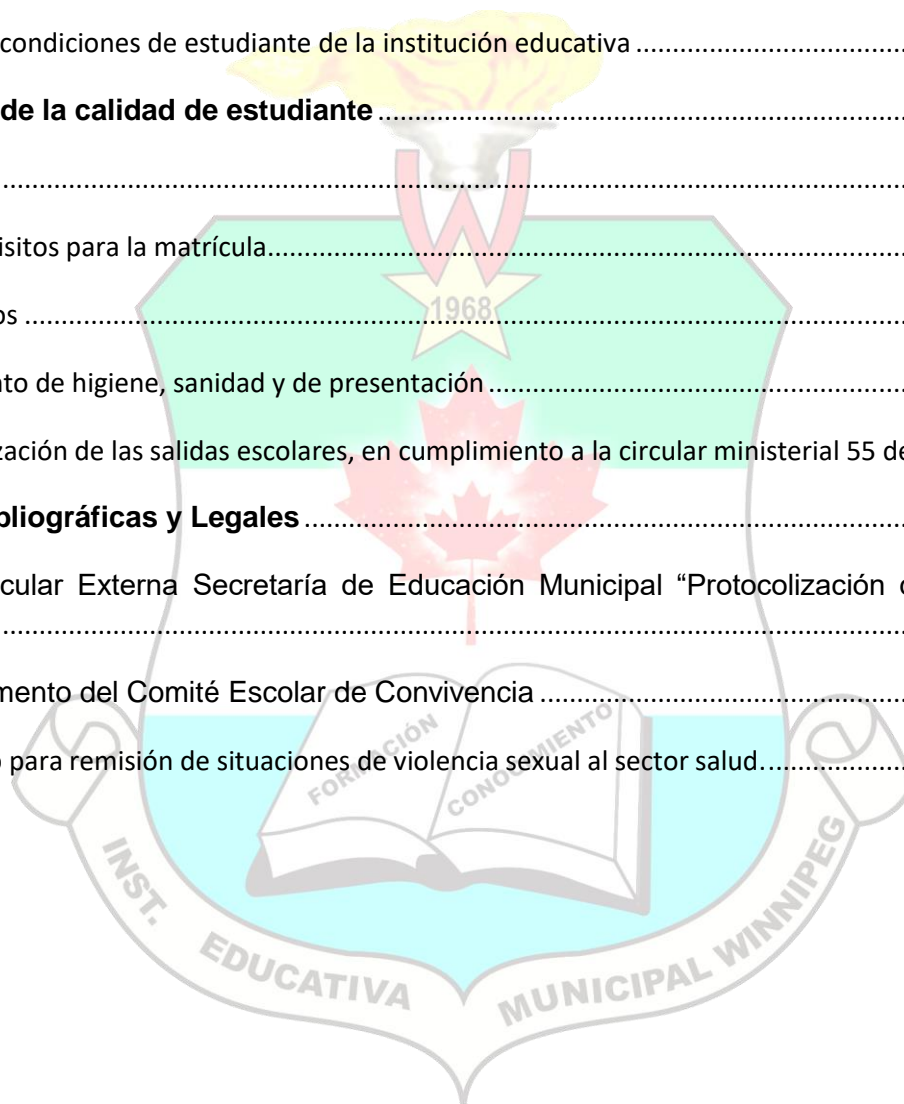 condiciones de estudiante de la institución educativa ....................................
de la calidad de estudiante ....................................
....................................
isitos para la matrícula....................................
os ....................................
1968
nto de higiene, sanidad y de presentación ....................................
zación de las salidas escolares, en cumplimiento a la circular ministerial 55 de
bliográficas y Legales ....................................
cular Externa Secretaría de Educación Municipal “Protocolización
....................................
mento del Comité Escolar de Convivencia ....................................
FORMACIÓN
CONOCIMIENTO
o para remisión de situaciones de violencia sexual al sector salud....................................
INST. EDUCATIVA MUNICIPAL WINNIPEG